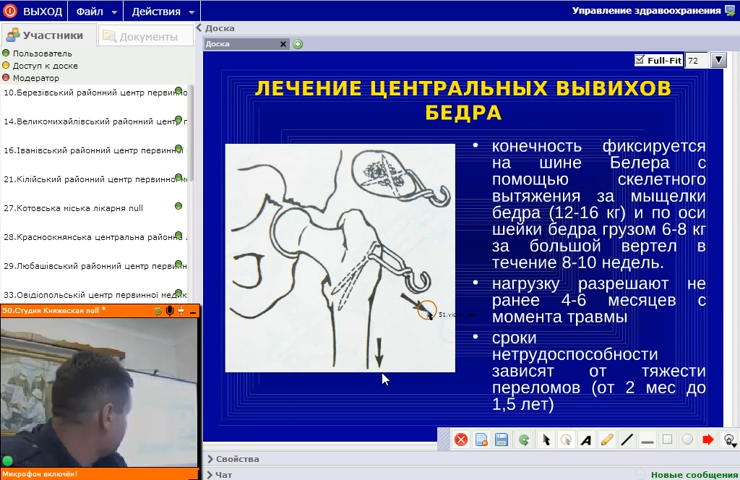 ВЫХОД
Файл
Действия
Управление здравоохранения
Участники
Документы
Пользователь
Доступ к доске
Модератор
10.Березівський районний центр первинно
14.Великомихайлівський районний центр п
16.Іванівський районний центр первинної
21.Кілійський районний центр первинної
27.Котовська міська лікарня null
28.Красноокнянська центральна районна
29.Любашівський районний центр первинн
33.Овідіопольській центр первинної медик
50.Студия Княжеская null *
Микрофон включён!
Доска
Доска
Full-Fit
72
ЛЕЧЕНИЕ ЦЕНТРАЛЬНЫХ ВЫВИХОВ
БЕДРА
• конечность фиксируется
на шине Белера с
помощью скелетного
вытяжения за мыщелки
бедра (12-16 кг) и по оси
шейки бедра грузом 6-8 кг
за большой вертел в
течение 8-10 недель.
• нагрузку разрешают не
ранее 4-6 месяцев с
момента травмы
• сроки
нетрудоспособности
зависят от тяжести
переломов (от 2 мес до
1,5 лет)
Свойства
Чат
Новые сообщения